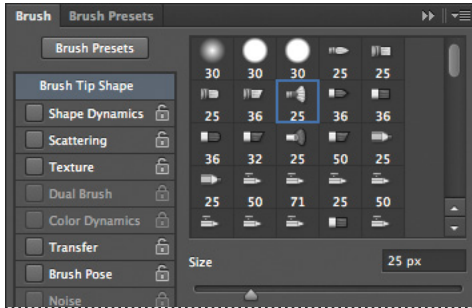 Brush Brush Presets
Brush Presets
Brush Tip Shape
Shape Dynamics
Scattering
Texture
Dual Brush
Color Dynamics
Transfer
Brush Pose
Noise
30 30 30 25 25
25 36 25 36 36
36 32 25 50 25
25 50 71 25 50
Size 25 px